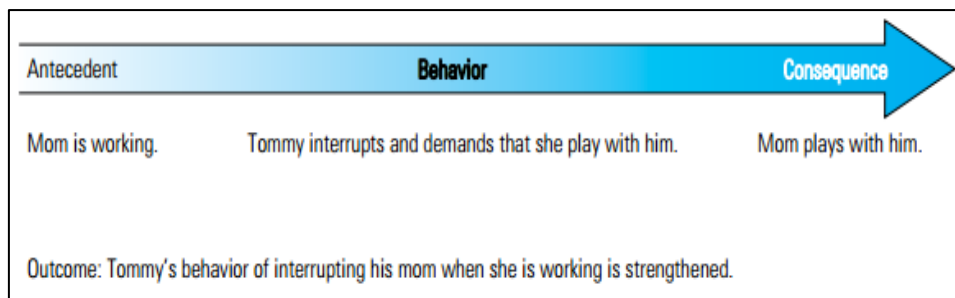 Antecedent Behavior Consequence
Mom is working. Tommy interrupts and demands that she play with him. Mom plays with him.
Outcome: Tommy's behavior of interrupting his mom when she is working is strengthened.